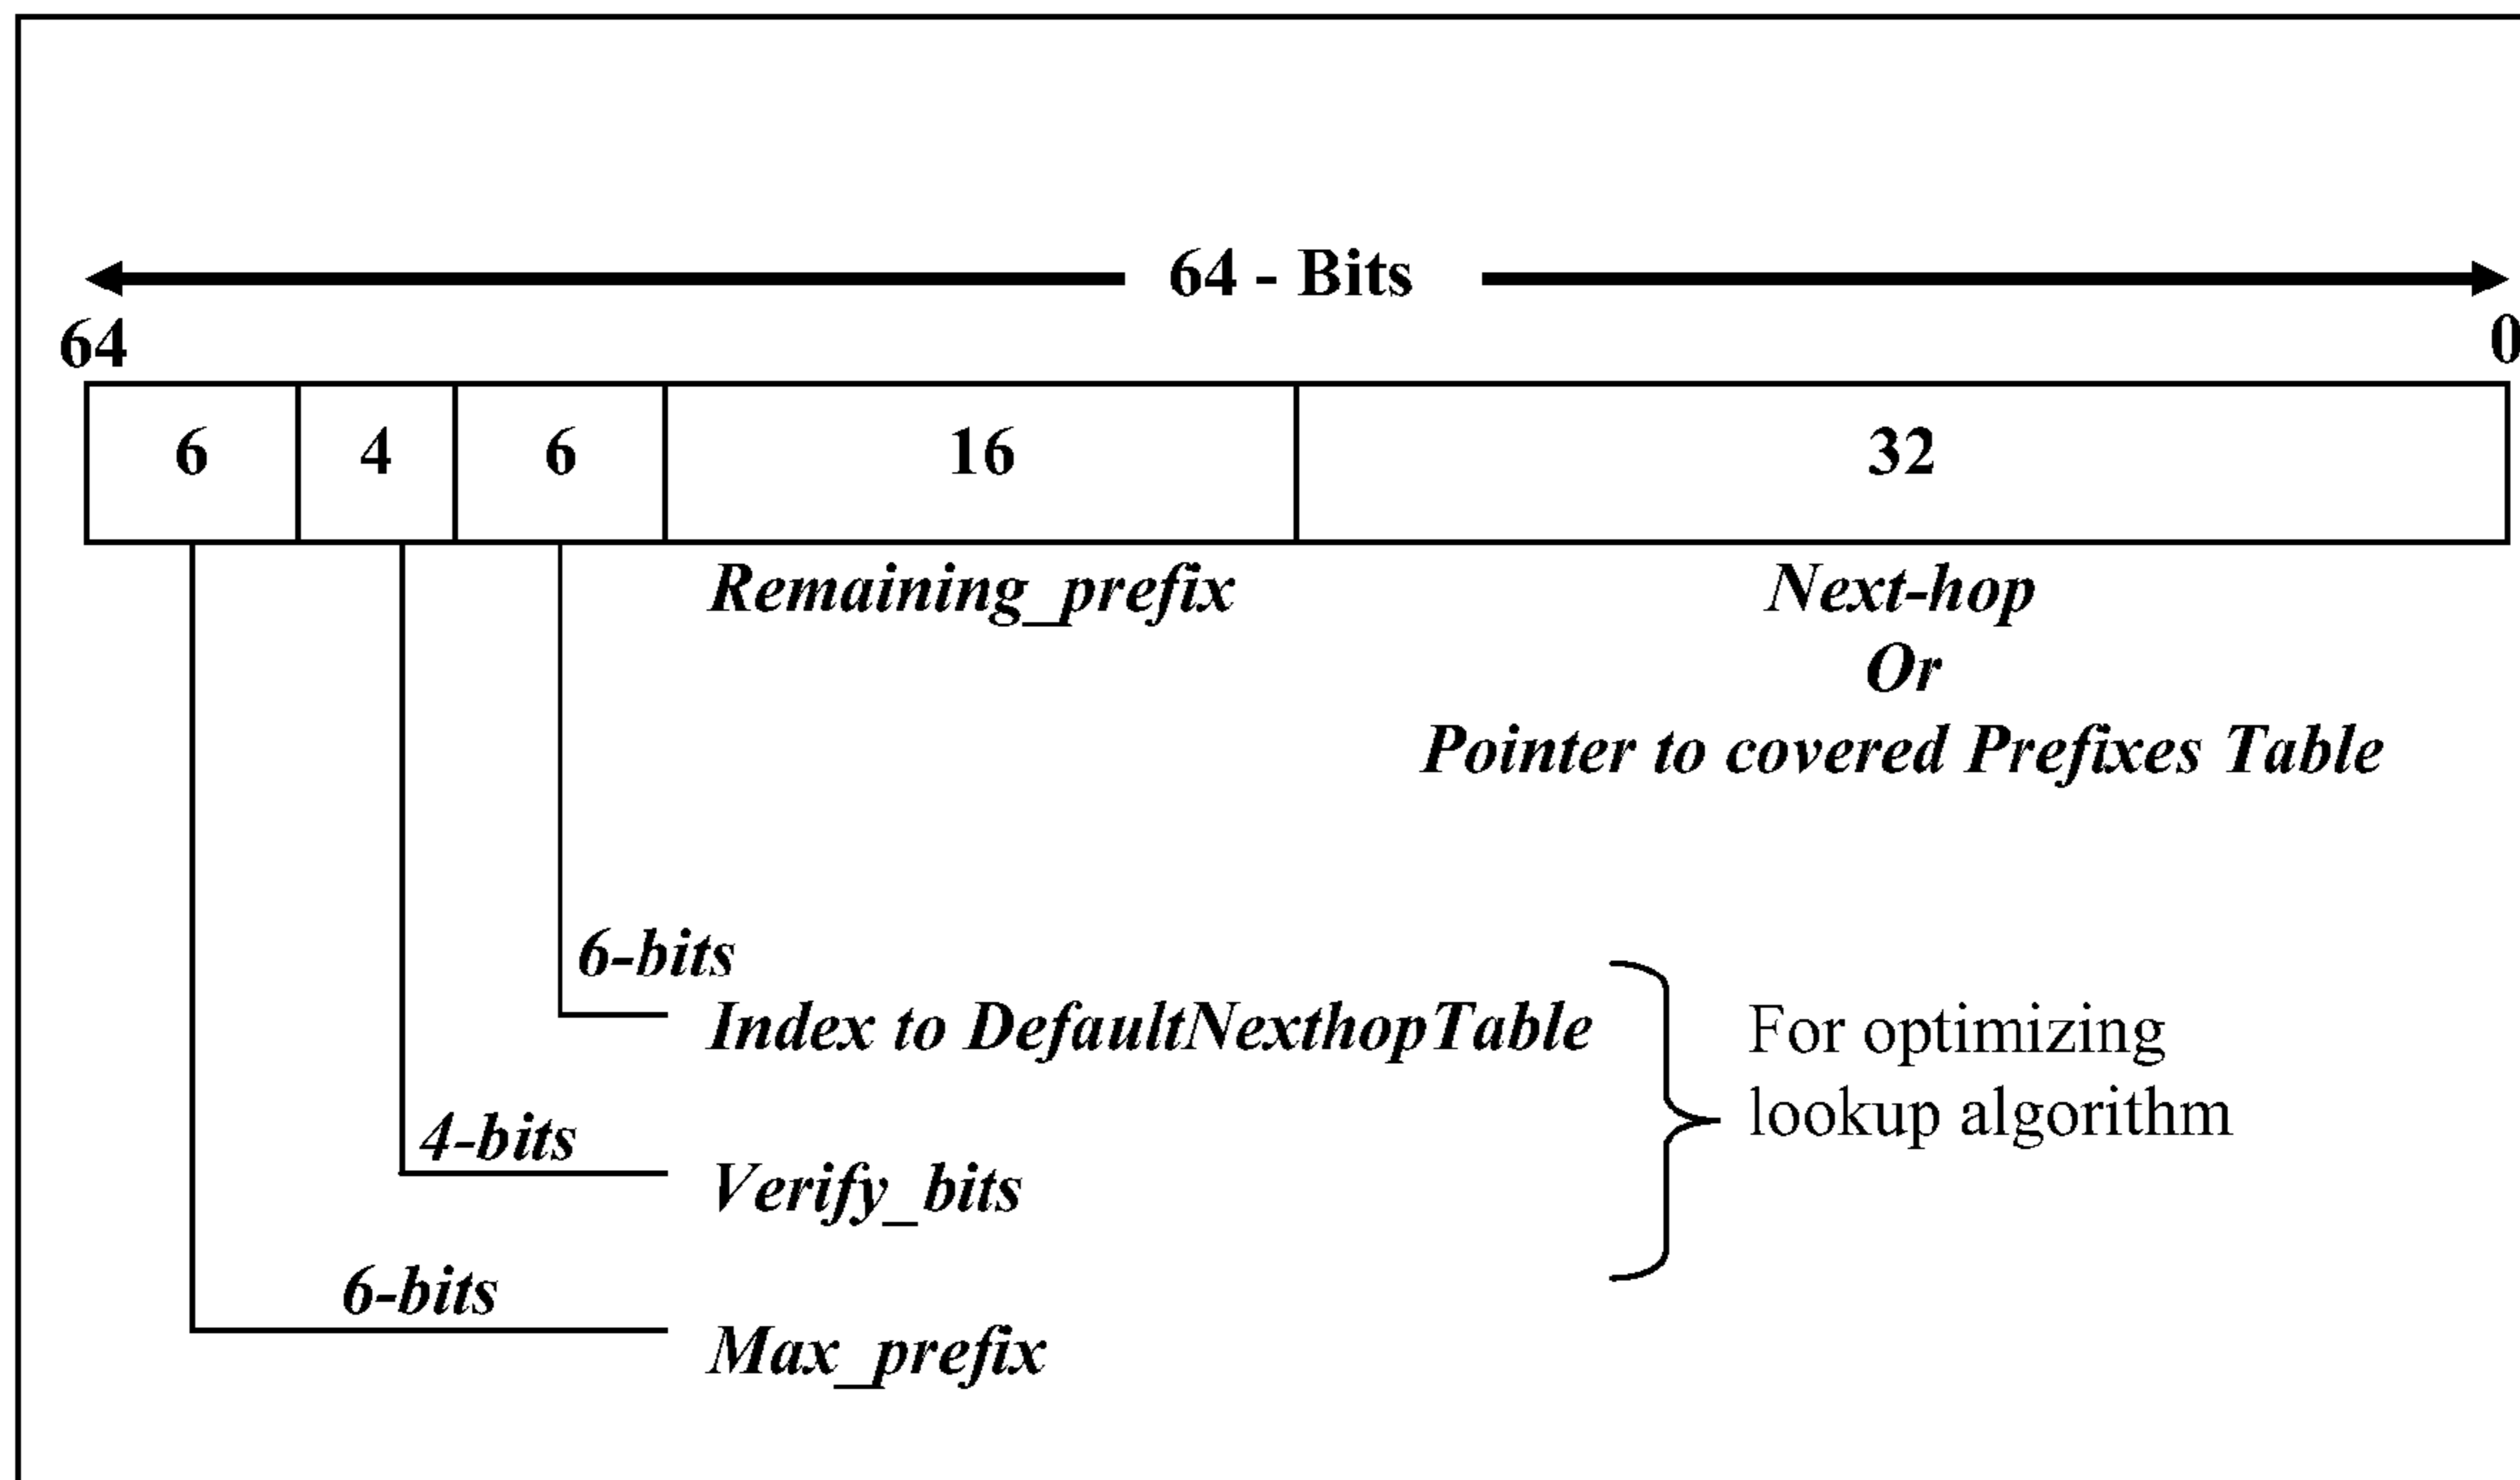 64 - Bits
64 0
6 4 6 16 32
Remaining_prefix
Next-hop
Or
Pointer to covered Prefixes Table
6-bits
Index to DefaultNexthopTable
4-bits
Verify_bits
6-bits
Max_prefix
For optimizing
lookup algorithm